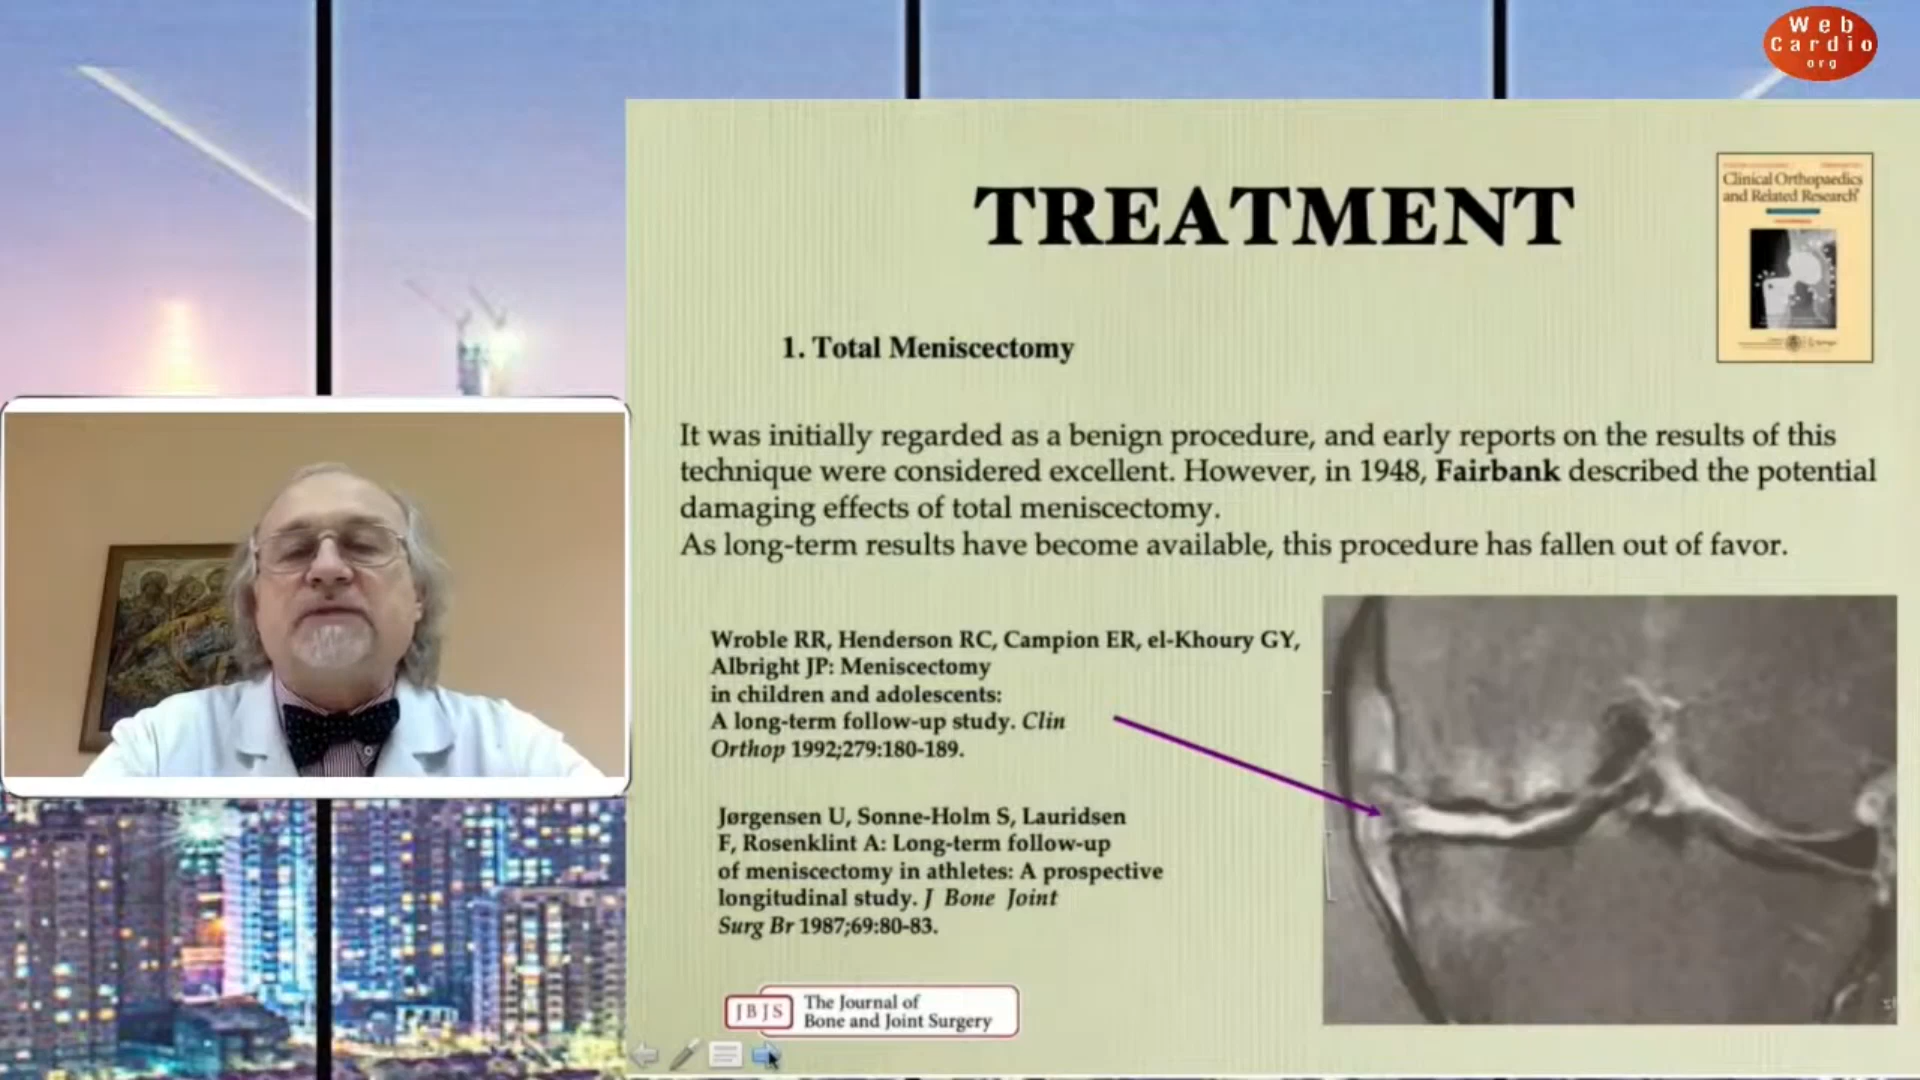 Web
Cardio
org
TREATMENT
Clinical Orthopaedics
and Related Research
1. Total Meniscectomy
It was initially regarded as a benign procedure, and early reports on the results of this
technique were considered excellent. However, in 1948, Fairbank described the potential
damaging effects of total meniscectomy.
As long-term results have become available, this procedure has fallen out of favor.
Wroble RR, Henderson RC, Campion ER, el-Khoury GY,
Albright JP: Meniscectomy
in children and adolescents:
A long-term follow-up study. Clin
Orthop 1992;279:180-189.
Jørgensen U, Sonne-Holm S, Lauridsen
F, Rosenklint A: Long-term follow-up
of meniscectomy in athletes: A prospective
longitudinal study. J Bone Joint
Surg Br 1987;69:80-83.
JBJS
The Journal of
Bone and Joint Surgery